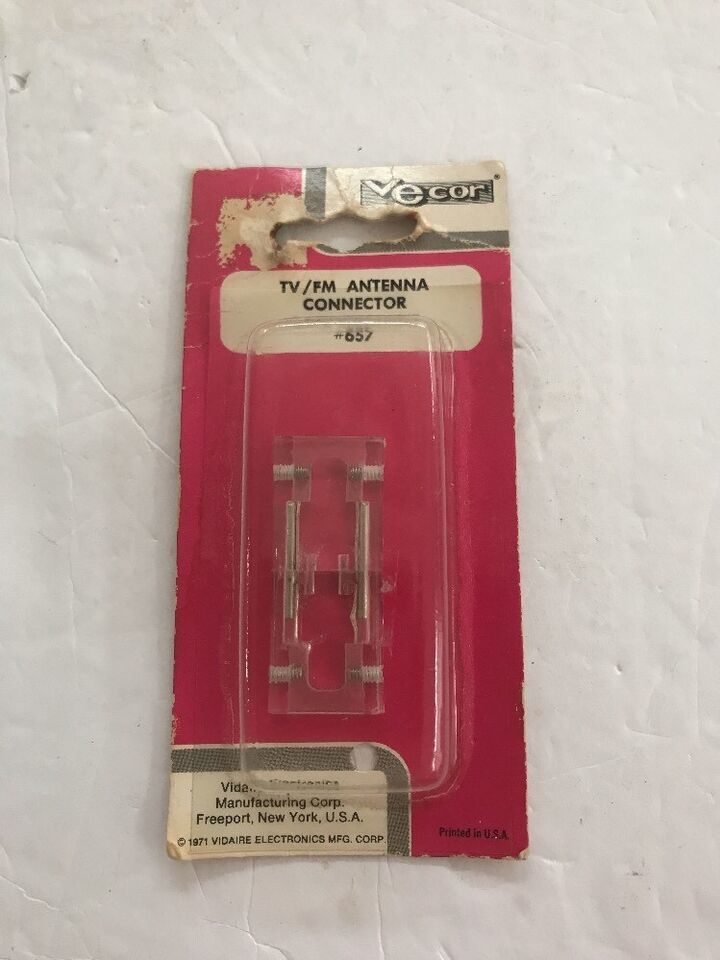 Vecor®
TV/FM ANTENNA
CONNECTOR
#657
Manufacturing Corp.
Freeport, New York, U.S.A.
© 1971 VIDAIRE ELECTRONICS MFG. CORP.
Printed in U.S.A.